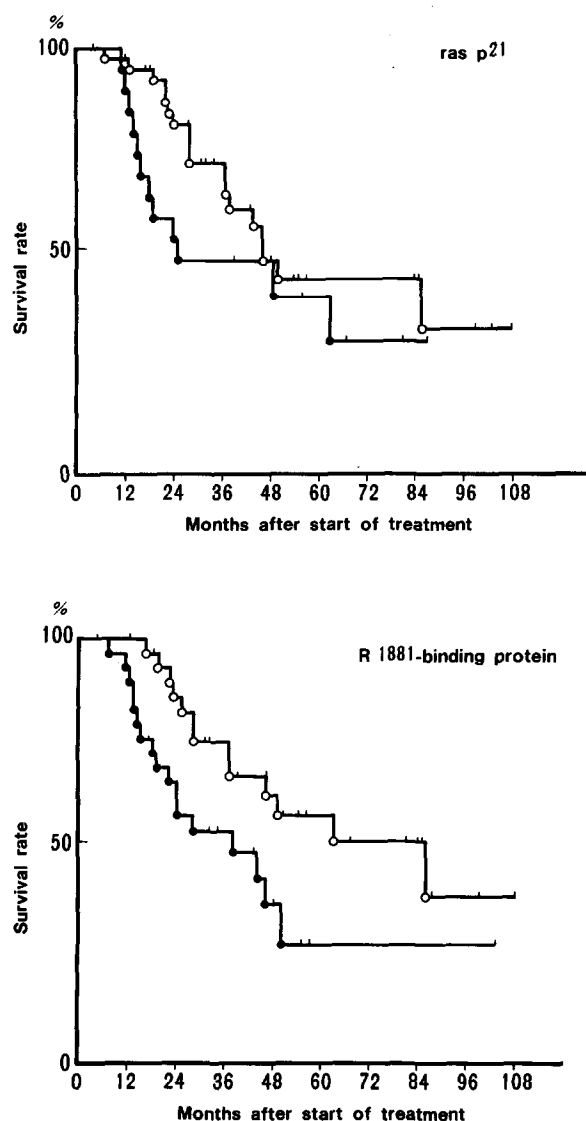 %
100
ras p21
50
Survival rate
0
0 12 24 36 48 60 72 84 96 108
Months after start of treatment
%
100
R 1881-binding protein
50
Survival rate
0
0 12 24 36 48 60 72 84 96 108
Months after start of treatment